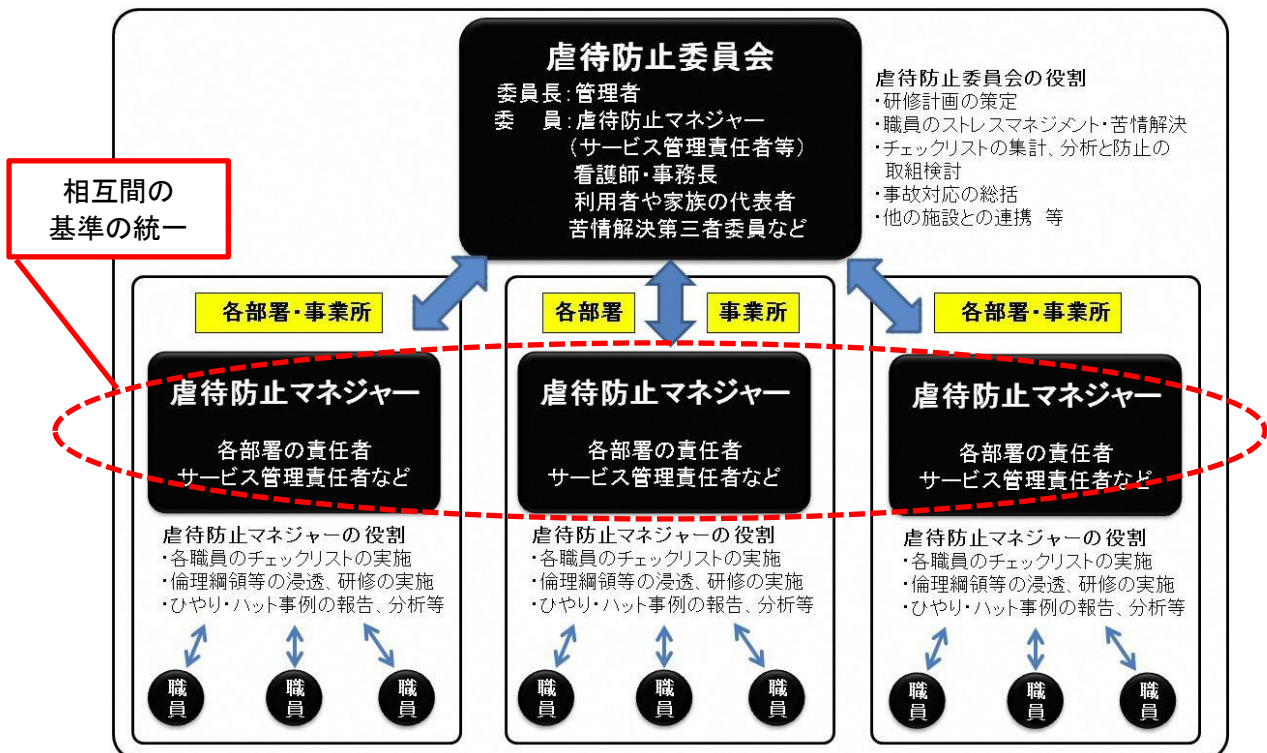 虐待防止委員会
委員長:管理者
委　員:虐待防止マネジャー
(サービス管理責任者等)
看護師・事務長
利用者や家族の代表者
苦情解決第三者委員など
虐待防止委員会の役割
・研修計画の策定
・職員のストレスマネジメント・苦情解決
・チェックリストの集計、分析と防止の
取組検討
・事故対応の総括
・他の施設との連携 等
相互間の
基準の統一
各部署・事業所
各部署
事業所
各部署・事業所
虐待防止マネジャー
各部署の責任者
サービス管理責任者など
虐待防止マネジャーの役割
・各職員のチェックリストの実施
・倫理綱領等の浸透、研修の実施
・ひやり・ハット事例の報告、分析等
職員
職員
職員
虐待防止マネジャー
各部署の責任者
サービス管理責任者など
虐待防止マネジャーの役割
・各職員のチェックリストの実施
・倫理綱領等の浸透、研修の実施
・ひやり・ハット事例の報告、分析等
職員
職員
職員
虐待防止マネジャー
各部署の責任者
サービス管理責任者など
虐待防止マネジャーの役割
・各職員のチェックリストの実施
・倫理綱領等の浸透、研修の実施
・ひやり・ハット事例の報告、分析等
職員
職員
職員